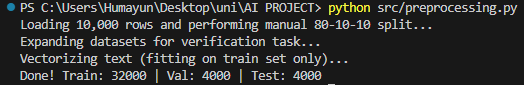 PS C:\Users\Humayun\Desktop\uni\AI PROJECT> python src/preprocessing.py
Loading 10,000 rows and performing manual 80-10-10 split...
Expanding datasets for verification task...
Vectorizing text (fitting on train set only)...
Done! Train: 32000 | Val: 4000 | Test: 4000